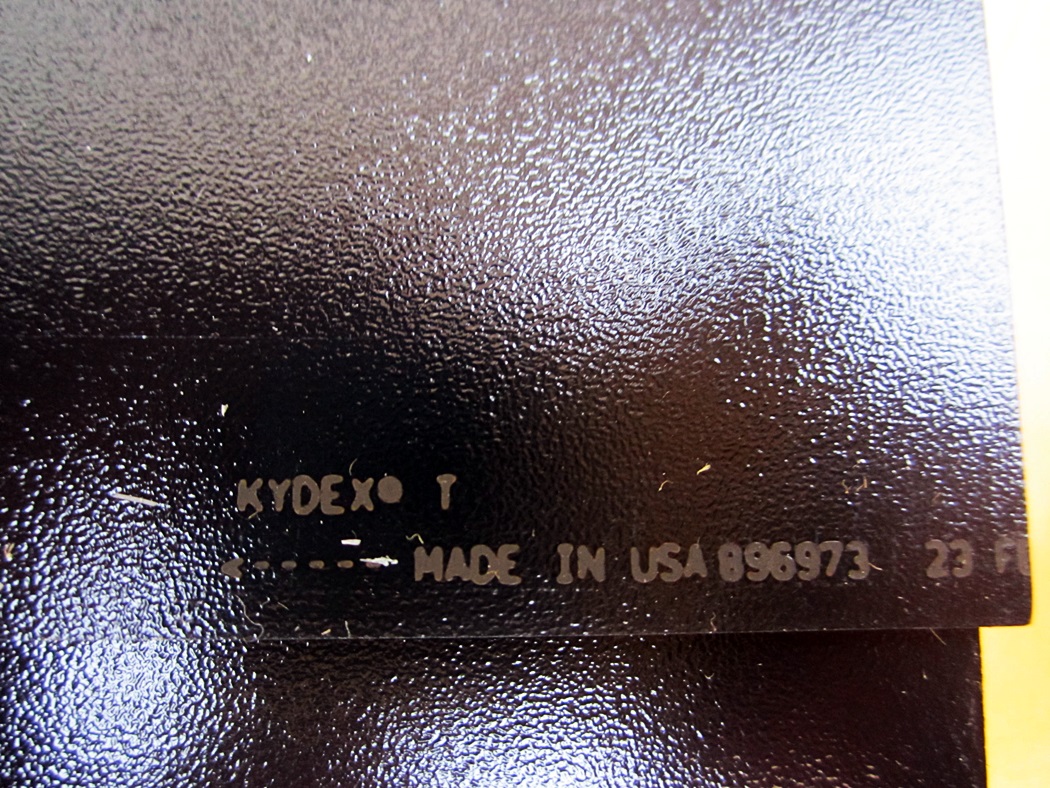 KYDEX® T
<----- MADE IN USA 896973 23